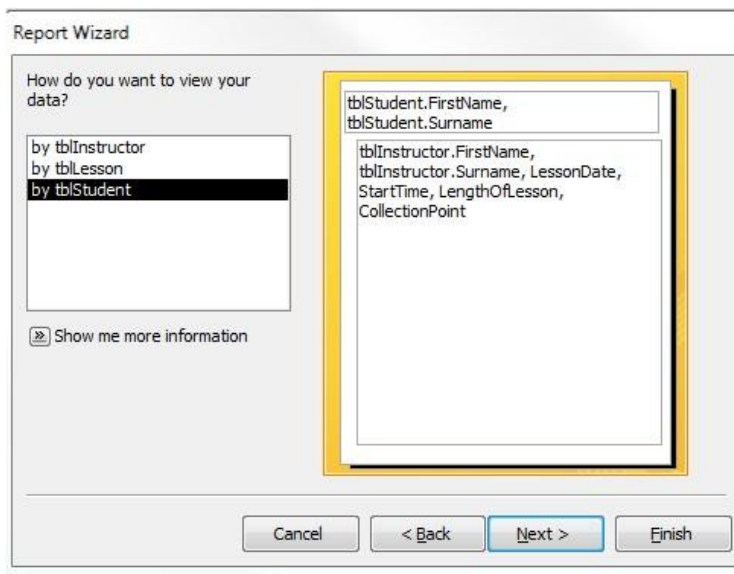 Report Wizard
How do you want to view your
data?
by tblInstructor
by tblLesson
by tblStudent
Show me more information
tblStudent.FirstName,
tblStudent.Surname
tblInstructor.FirstName,
tblInstructor.Surname, LessonDate,
StartTime, LengthOfLesson,
CollectionPoint
Cancel
< Back
Next >
Finish